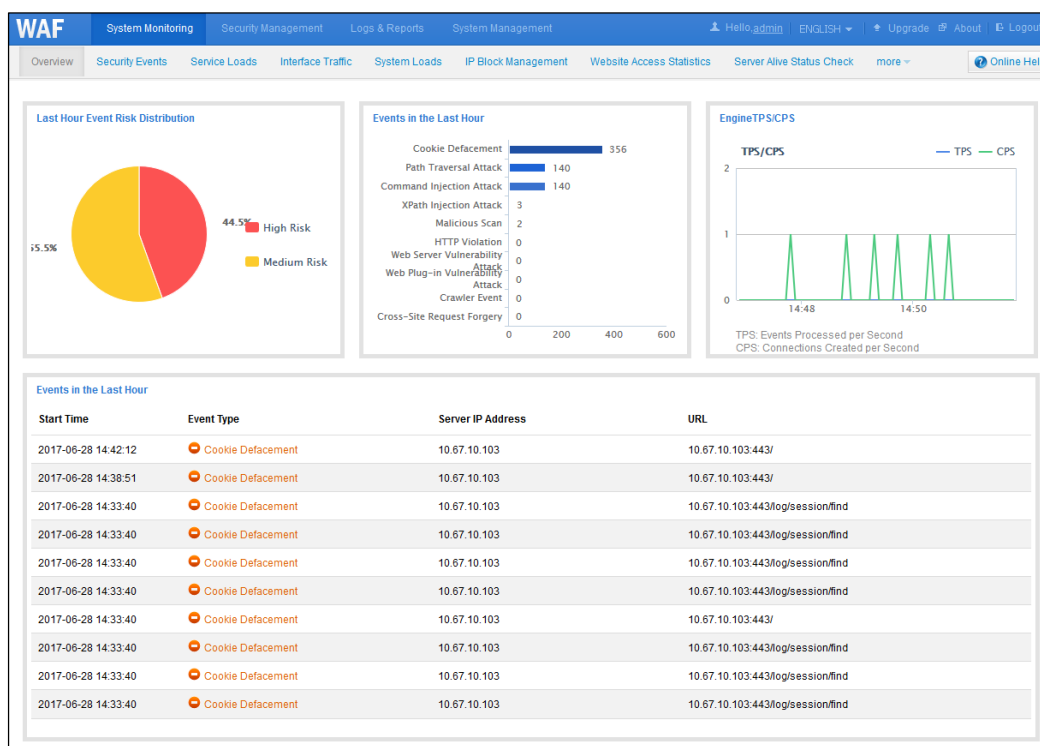 WAF System Monitoring Security Management Logs & Reports System Management Hello,admin ENGLISH Upgrade About Logout
Overview Security Events Service Loads Interface Traffic System Loads IP Block Management Website Access Statistics Server Alive Status Check more Online Hel
Last Hour Event Risk Distribution
44.5%
55.5%
High Risk
Medium Risk
Events in the Last Hour
Cookie Defacement 356
Path Traversal Attack 140
Command Injection Attack 140
XPath Injection Attack 3
Malicious Scan 2
HTTP Violation 0
Web Server Vulnerability
Attack 0
Web Plug-in Vulnerability
Attack 0
Crawler Event 0
Cross-Site Request Forgery 0
0 200 400 600
EngineTPS/CPS
TPS/CPS TPS CPS
2
1
0
14:48 14:50
TPS: Events Processed per Second
CPS: Connections Created per Second
Events in the Last Hour
Start Time Event Type Server IP Address URL
2017-06-28 14:42:12 Cookie Defacement 10.67.10.103 10.67.10.103:443/
2017-06-28 14:38:51 Cookie Defacement 10.67.10.103 10.67.10.103:443/
2017-06-28 14:33:40 Cookie Defacement 10.67.10.103 10.67.10.103:443/log/session/find
2017-06-28 14:33:40 Cookie Defacement 10.67.10.103 10.67.10.103:443/log/session/find
2017-06-28 14:33:40 Cookie Defacement 10.67.10.103 10.67.10.103:443/log/session/find
2017-06-28 14:33:40 Cookie Defacement 10.67.10.103 10.67.10.103:443/log/session/find
2017-06-28 14:33:40 Cookie Defacement 10.67.10.103 10.67.10.103:443/
2017-06-28 14:33:40 Cookie Defacement 10.67.10.103 10.67.10.103:443/log/session/find
2017-06-28 14:33:40 Cookie Defacement 10.67.10.103 10.67.10.103:443/log/session/find
2017-06-28 14:33:40 Cookie Defacement 10.67.10.103 10.67.10.103:443/log/session/find